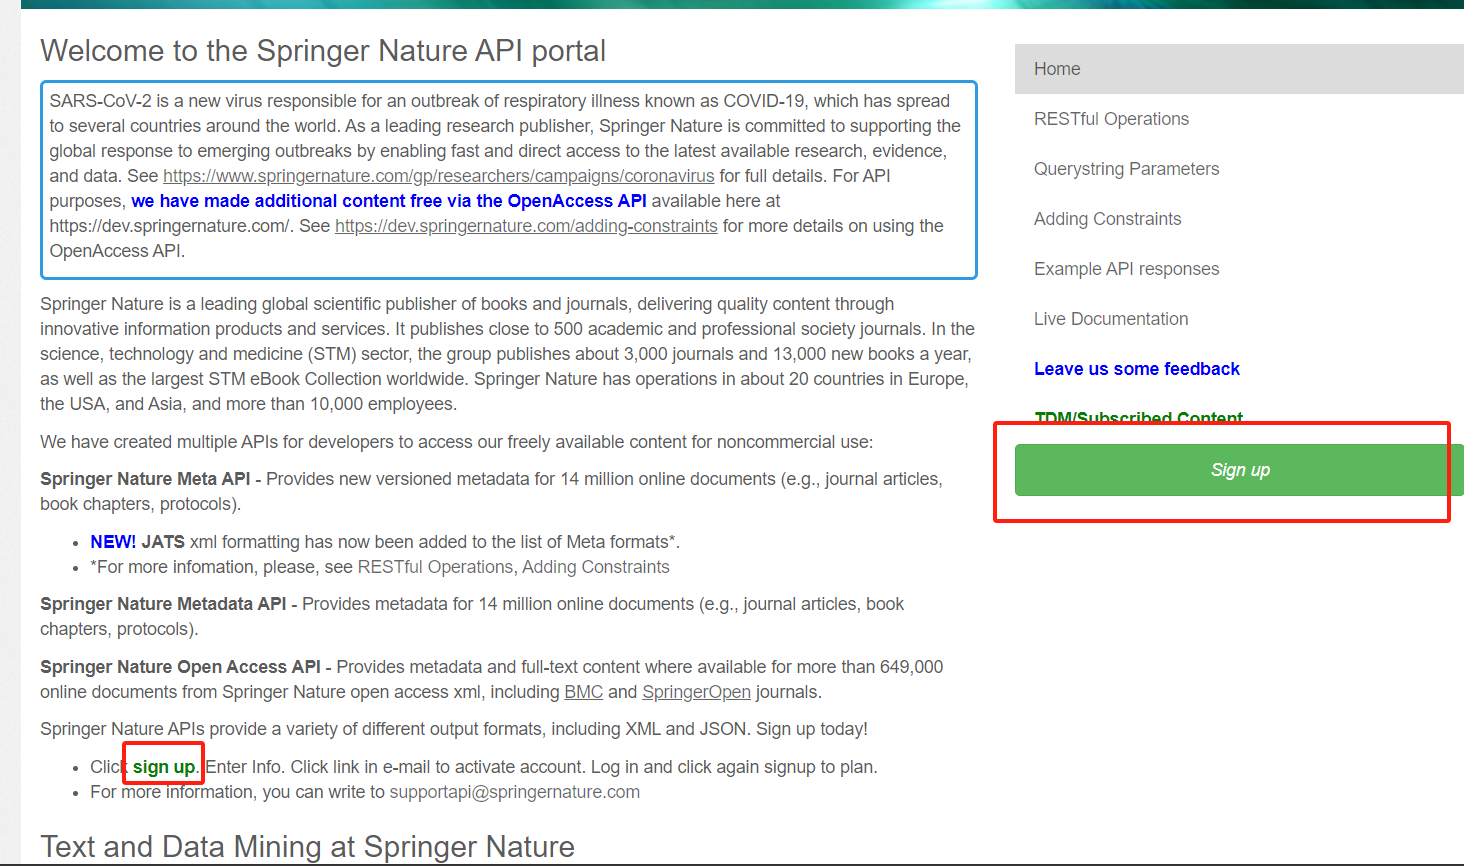 Welcome to the Springer Nature API portal
SARS-CoV-2 is a new virus responsible for an outbreak of respiratory illness known as COVID-19, which has spread
to several countries around the world. As a leading research publisher, Springer Nature is committed to supporting the
global response to emerging outbreaks by enabling fast and direct access to the latest available research, evidence,
and data. See https://www.springernature.com/gp/researchers/campaigns/coronavirus for full details. For API
purposes, we have made additional content free via the OpenAccess API available here at
https://dev.springernature.com/. See https://dev.springernature.com/adding-constraints for more details on using the
OpenAccess API.
Springer Nature is a leading global scientific publisher of books and journals, delivering quality content through
innovative information products and services. It publishes close to 500 academic and professional society journals. In the
science, technology and medicine (STM) sector, the group publishes about 3,000 journals and 13,000 new books a year,
as well as the largest STM eBook Collection worldwide. Springer Nature has operations in about 20 countries in Europe,
the USA, and Asia, and more than 10,000 employees.
We have created multiple APIs for developers to access our freely available content for noncommercial use:
Springer Nature Meta API - Provides new versioned metadata for 14 million online documents (e.g., journal articles,
book chapters, protocols).
• NEW! JATS xml formatting has now been added to the list of Meta formats*.
• *For more infomation, please, see RESTful Operations, Adding Constraints
Springer Nature Metadata API - Provides metadata for 14 million online documents (e.g., journal articles, book
chapters, protocols).
Springer Nature Open Access API - Provides metadata and full-text content where available for more than 649,000
online documents from Springer Nature open access xml, including BMC and SpringerOpen journals.
Springer Nature APIs provide a variety of different output formats, including XML and JSON. Sign up today!
• Click sign up. Enter Info. Click link in e-mail to activate account. Log in and click again signup to plan.
• For more information, you can write to supportapi@springernature.com
Text and Data Mining at Springer Nature
Home
RESTful Operations
Querystring Parameters
Adding Constraints
Example API responses
Live Documentation
Leave us some feedback
TDM/Subscribed Content
Sign up